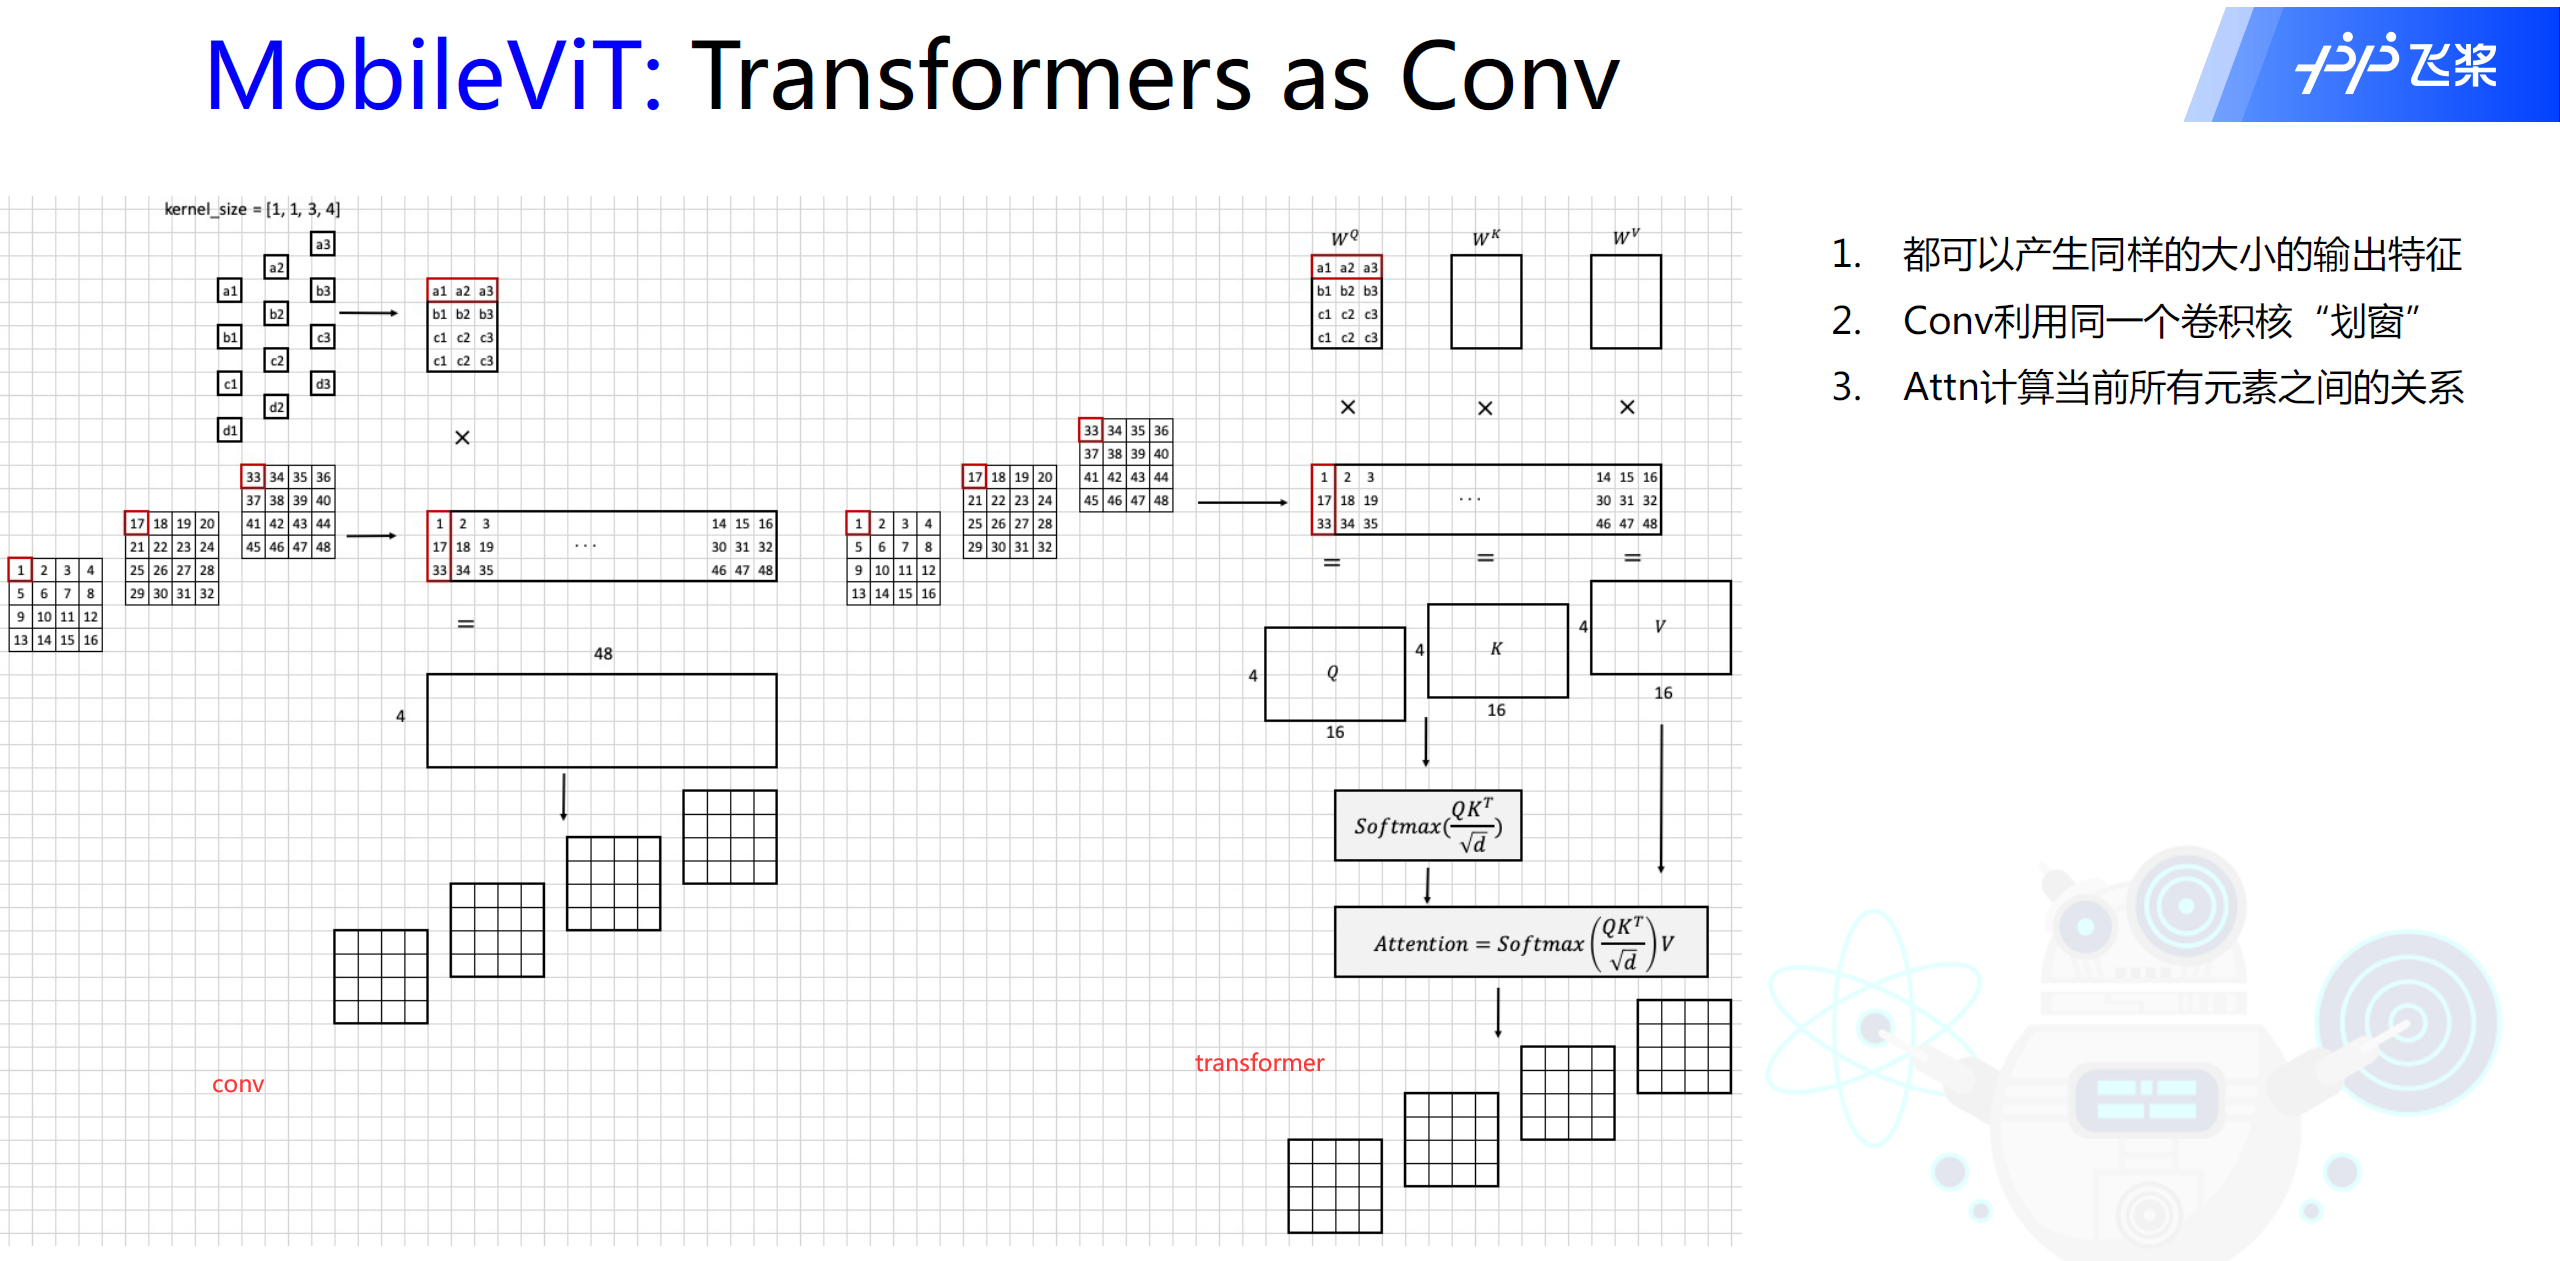 MobileViT: Transformers as Conv
飞桨
kernel_size = [1, 1, 3, 4]
a3
a2
a1
b3
b2
b1
c3
c2
c1
d3
d2
d1
a1 a2 a3
b1 b2 b3
c1 c2 c3
c1 c2 c3
×
33 34 35 36
37 38 39 40
41 42 43 44
45 46 47 48
17 18 19 20
21 22 23 24
25 26 27 28
29 30 31 32
1 2 3 4
5 6 7 8
9 10 11 12
13 14 15 16
1 2 3 14 15 16
17 18 19 ... 30 31 32
33 34 35 46 47 48
=
48
4
conv
W^Q W^K W^V
a1 a2 a3
b1 b2 b3
c1 c2 c3
c1 c2 c3
× × ×
33 34 35 36
37 38 39 40
41 42 43 44
45 46 47 48
17 18 19 20
21 22 23 24
25 26 27 28
29 30 31 32
1 2 3 4
5 6 7 8
9 10 11 12
13 14 15 16
1 2 3 14 15 16
17 18 19 ... 30 31 32
33 34 35 46 47 48
= = =
4 Q 16
4 K 16
4 V 16
Softmax(QK^T/√d)
Attention = Softmax(QK^T/√d)V
transformer
1. 都可以产生同样的大小的输出特征
2. Conv利用同一个卷积核“划窗”
3. Attn计算当前所有元素之间的关系